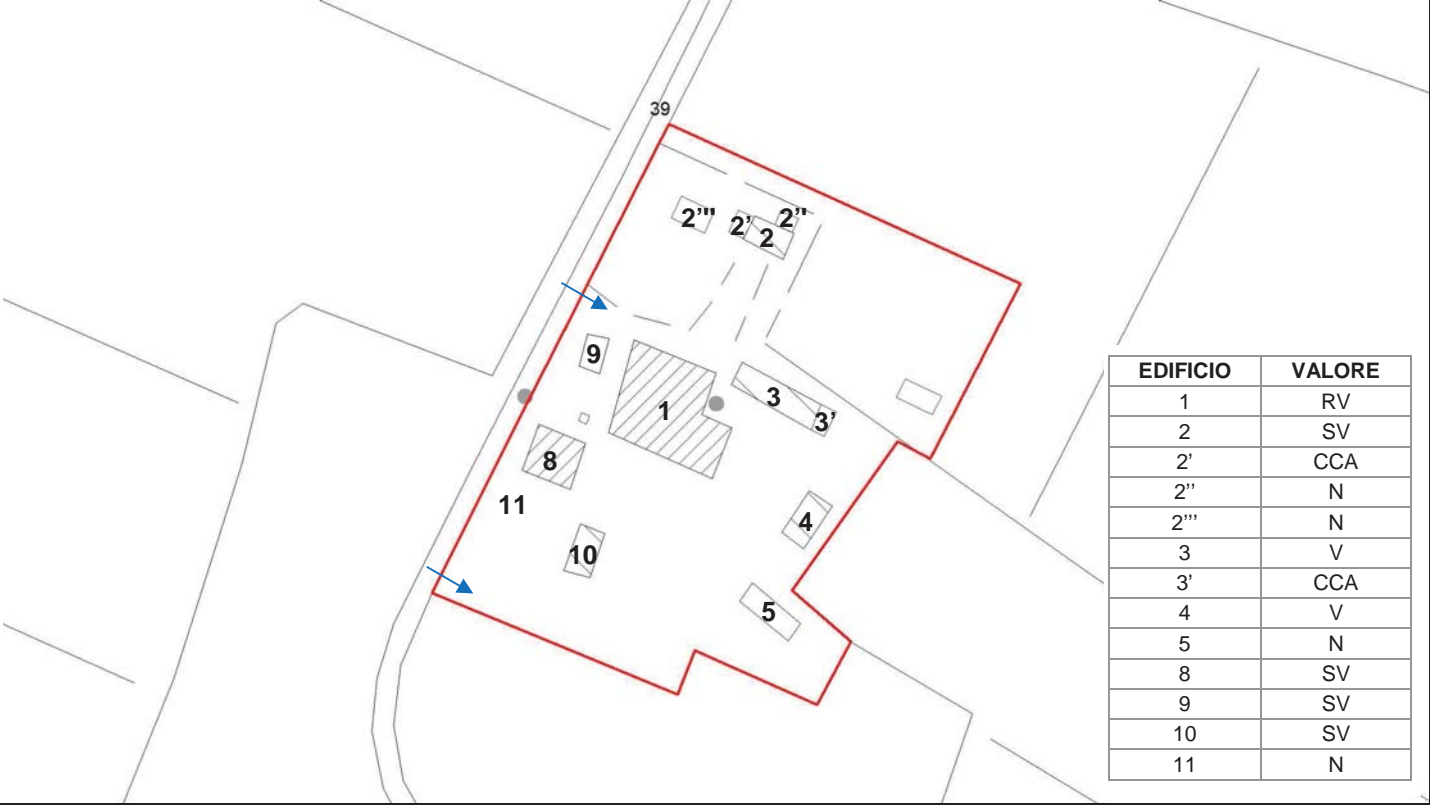 39
2'''
2'
2''
2
9
1
3
3'
8
11
4
10
5
EDIFICIO VALORE
1 RV
2 SV
2' CCA
2'' N
2''' N
3 V
3' CCA
4 V
5 N
8 SV
9 SV
10 SV
11 N